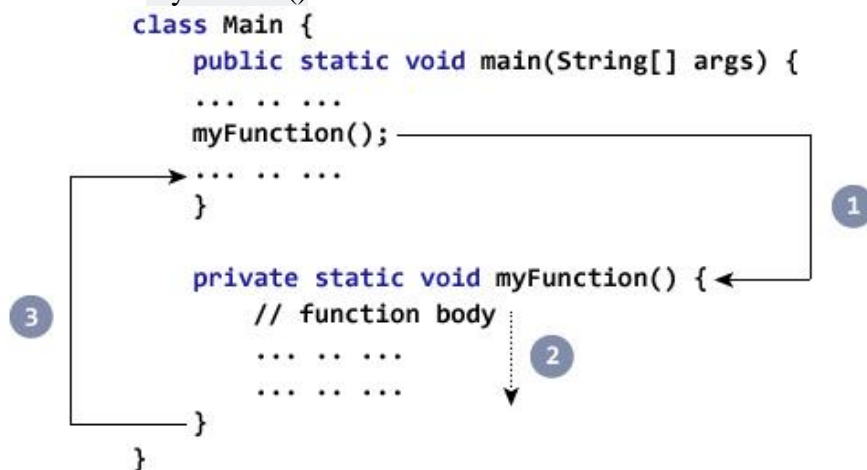 class Main {
public static void main(String[] args) {
... .. ...
myFunction();
... .. ...
}
1
private static void myFunction() {
// function body
3
... .. ...
2
... .. ...
}
}